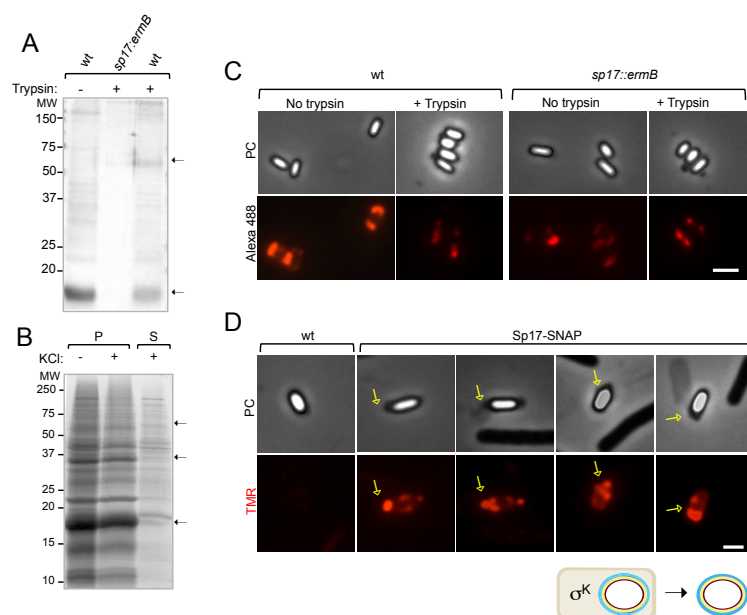 A
wt
sp17:ermB
wt
Trypsin: - + +
MW
150
75
50
37
25
20
B
P S
KCl: - + +
MW
250
75
50
37
25
20
15
10
C
wt
sp17::ermB
No trypsin + Trypsin No trypsin + Trypsin
PC
Alexa 488
D
wt Sp17-SNAP
PC
TMR
σK